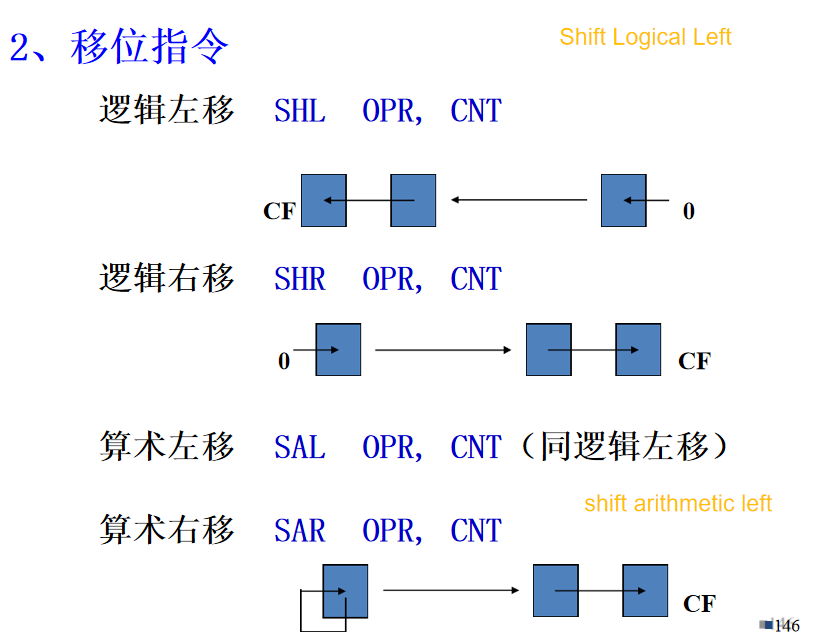 2、移位指令
Shift Logical Left
逻辑左移 SHL OPR, CNT
CF
0
逻辑右移 SHR OPR, CNT
0
CF
算术左移 SAL OPR, CNT（同逻辑左移）
shift arithmetic left
算术右移 SAR OPR, CNT
CF
146